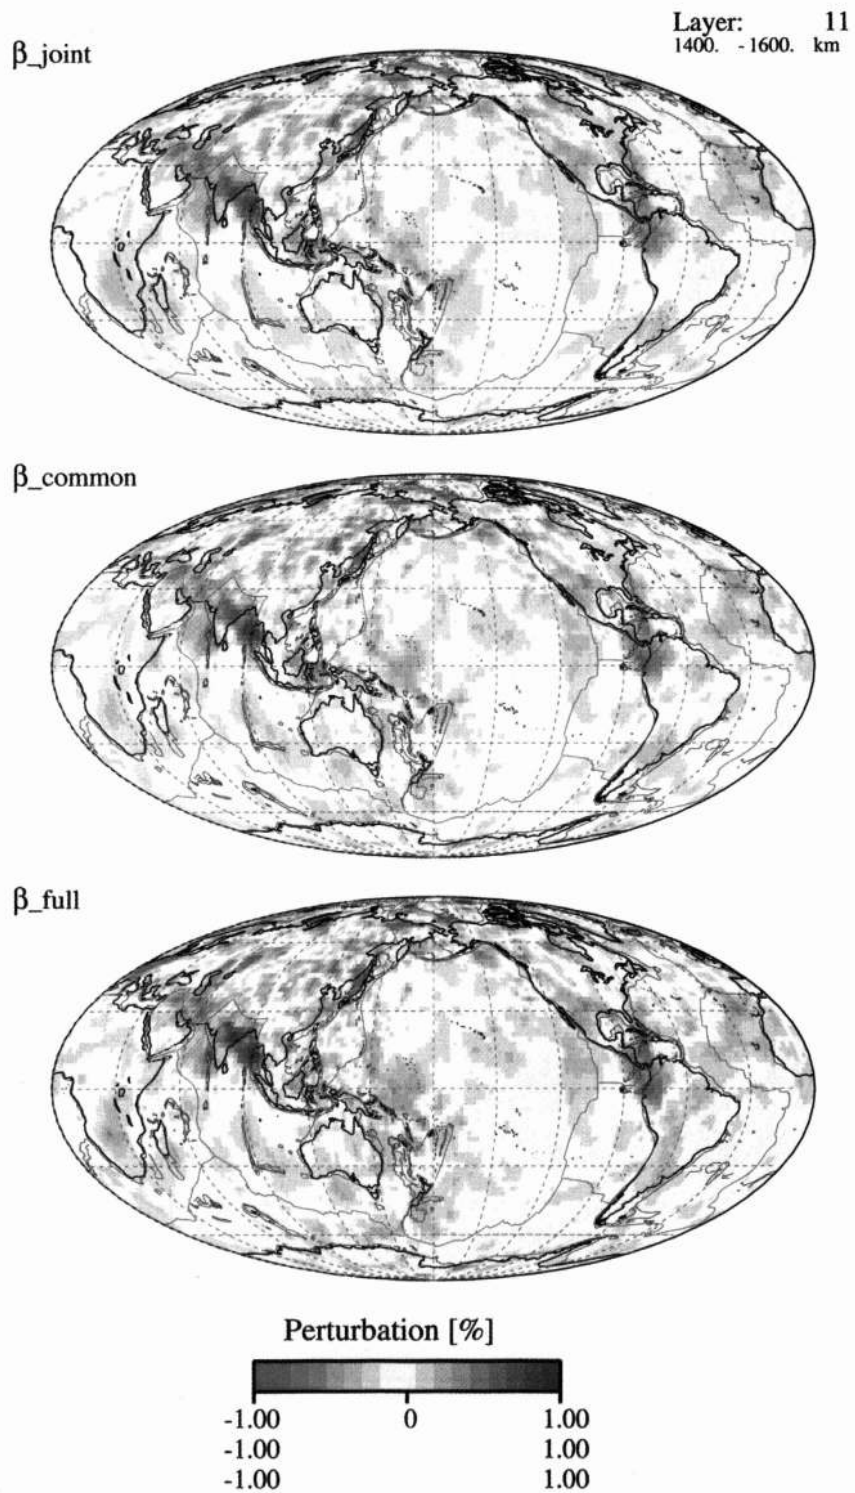 Layer: 11
1400. - 1600. km
β_joint
β_common
β_full
Perturbation [%]
-1.00 0 1.00
-1.00 1.00
-1.00 1.00